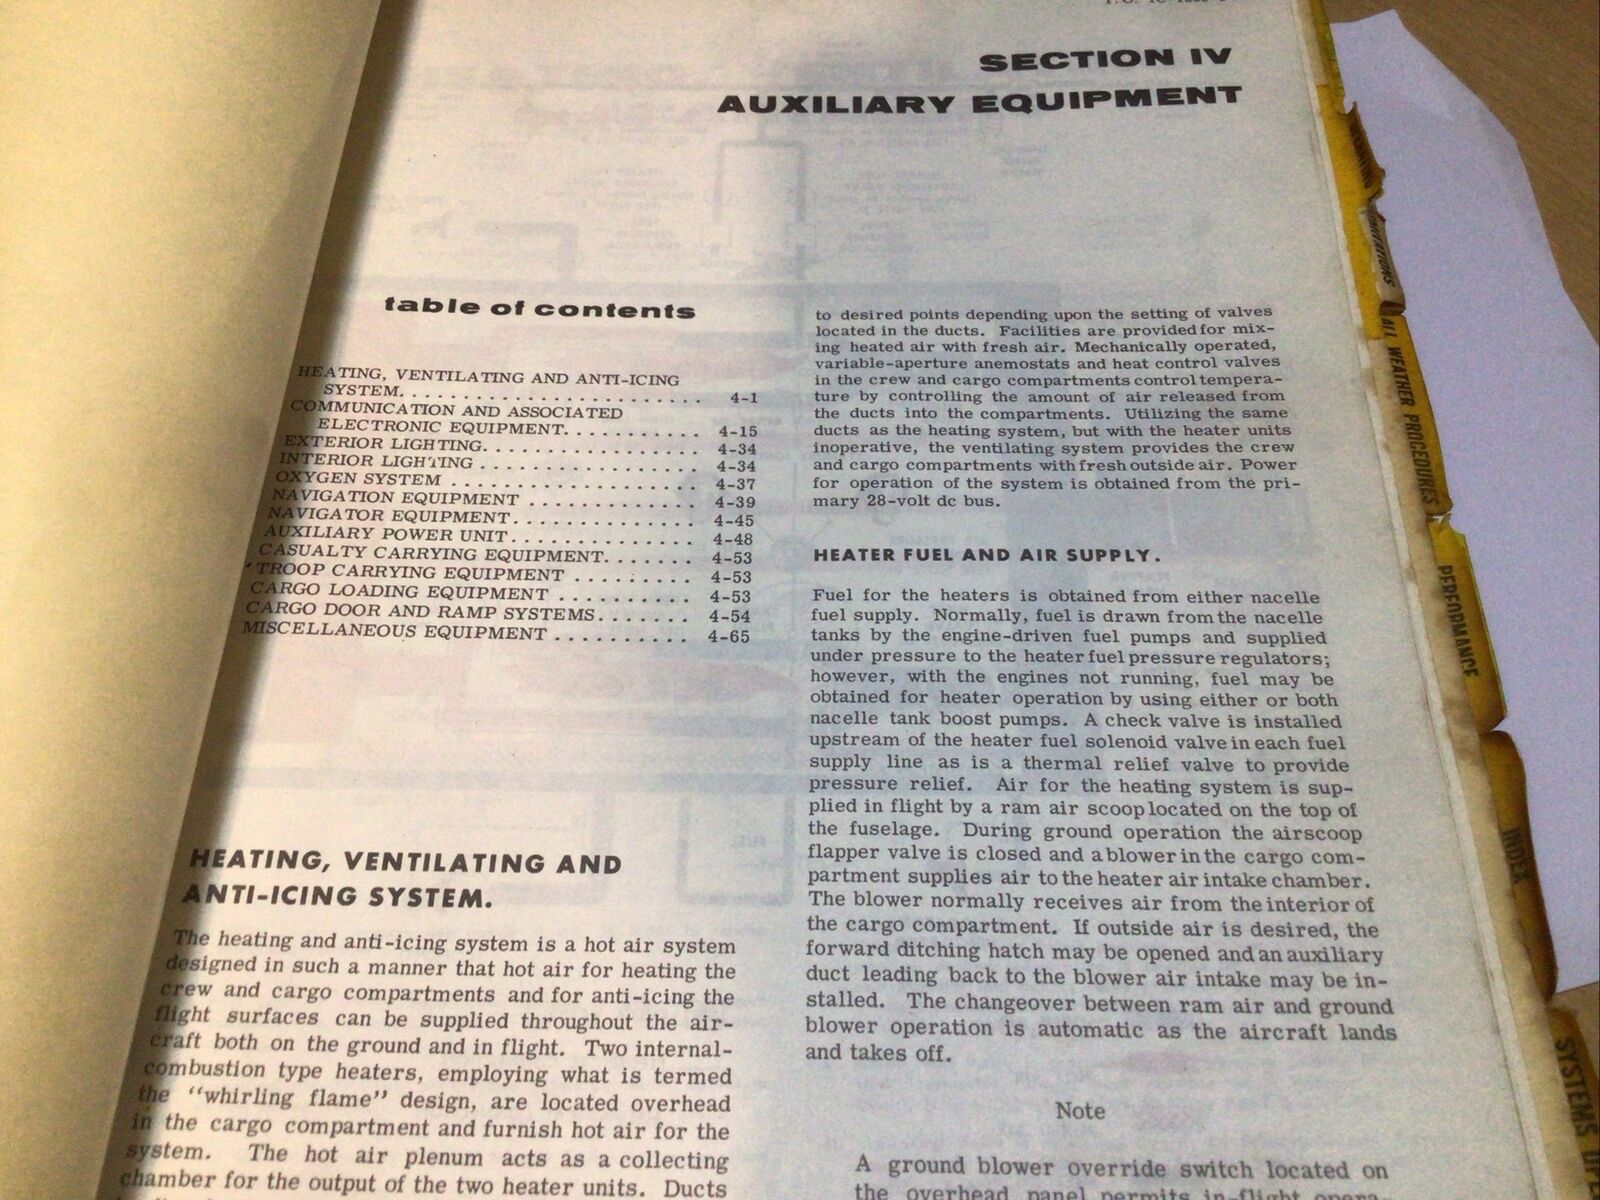 SECTION IV
AUXILIARY EQUIPMENT
table of contents
HEATING, VENTILATING AND ANTI-ICING
SYSTEM. . . . . . . . . . . . . . . . . . . . . . . . . 4-1
COMMUNICATION AND ASSOCIATED
ELECTRONIC EQUIPMENT. . . . . . . . . . . 4-15
EXTERIOR LIGHTING. . . . . . . . . . . . . . . . . . 4-34
INTERIOR LIGHTING . . . . . . . . . . . . . . . . . . 4-34
OXYGEN SYSTEM . . . . . . . . . . . . . . . . . . . . 4-37
NAVIGATION EQUIPMENT . . . . . . . . . . . . . 4-39
NAVIGATOR EQUIPMENT. . . . . . . . . . . . . . 4-45
AUXILIARY POWER UNIT. . . . . . . . . . . . . . 4-48
CASUALTY CARRYING EQUIPMENT. . . . . . . 4-53
TROOP CARRYING EQUIPMENT . . . . . . . . . 4-53
CARGO LOADING EQUIPMENT . . . . . . . . . . 4-53
CARGO DOOR AND RAMP SYSTEMS. . . . . . . 4-54
MISCELLANEOUS EQUIPMENT . . . . . . . . . . 4-65
HEATING, VENTILATING AND
ANTI-ICING SYSTEM.
The heating and anti-icing system is a hot air system
designed in such a manner that hot air for heating the
crew and cargo compartments and for anti-icing the
flight surfaces can be supplied throughout the air-
craft both on the ground and in flight. Two internal-
combustion type heaters, employing what is termed
the "whirling flame" design, are located overhead
in the cargo compartment and furnish hot air for the
system. The hot air plenum acts as a collecting
chamber for the output of the two heater units. Ducts
to desired points depending upon the setting of valves
located in the ducts. Facilities are provided for mix-
ing heated air with fresh air. Mechanically operated,
variable-aperture anemostats and heat control valves
in the crew and cargo compartments control tempera-
ture by controlling the amount of air released from
the ducts into the compartments. Utilizing the same
ducts as the heating system, but with the heater units
inoperative, the ventilating system provides the crew
and cargo compartments with fresh outside air. Power
for operation of the system is obtained from the pri-
mary 28-volt dc bus.
HEATER FUEL AND AIR SUPPLY.
Fuel for the heaters is obtained from either nacelle
fuel supply. Normally, fuel is drawn from the nacelle
tanks by the engine-driven fuel pumps and supplied
under pressure to the heater fuel pressure regulators;
however, with the engines not running, fuel may be
obtained for heater operation by using either or both
nacelle tank boost pumps. A check valve is installed
upstream of the heater fuel solenoid valve in each fuel
supply line as is a thermal relief valve to provide
pressure relief. Air for the heating system is sup-
plied in flight by a ram air scoop located on the top of
the fuselage. During ground operation the airscoop
flapper valve is closed and a blower in the cargo com-
partment supplies air to the heater air intake chamber.
The blower normally receives air from the interior of
the cargo compartment. If outside air is desired, the
forward ditching hatch may be opened and an auxiliary
duct leading back to the blower air intake may be in-
stalled. The changeover between ram air and ground
blower operation is automatic as the aircraft lands
and takes off.
Note
A ground blower override switch located on
the overhead panel permits in-flight opera-
ALL WEATHER PROCEDURES
PERFORMANCE
INDEX
SYSTEMS